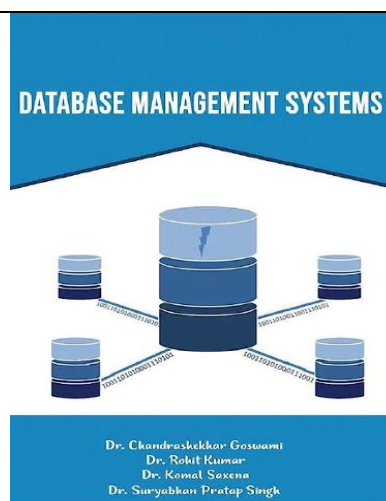 DATABASE MANAGEMENT SYSTEMS
Dr. Chandrashekhar Goswami
Dr. Rohit Kumar
Dr. Komal Saxena
Dr. Suryabhan Pratap Singh